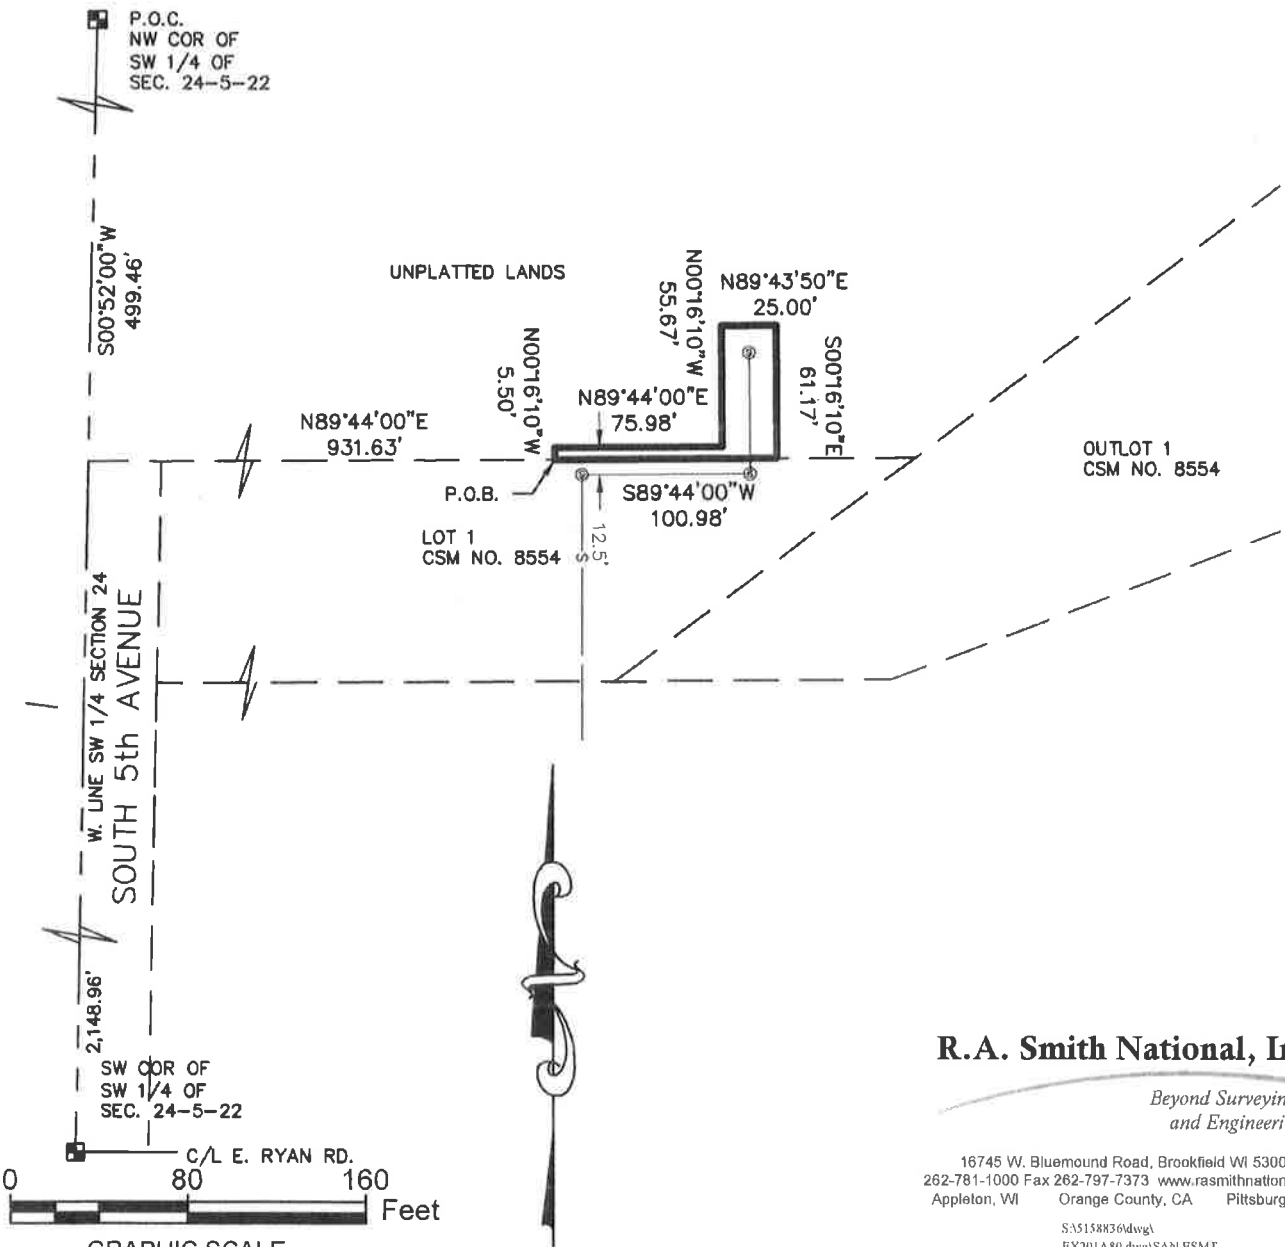 P.O.C.
NW COR OF
SW 1/4 OF
SEC. 24-5-22
S00°52'00"W
499.46'
UNPLATTED LANDS
N00°16'10"W
55.67'
N89°43'50"E
25.00'
N00°16'10"W
5.50'
N89°44'00"E
75.98'
S00°16'10"E
61.17'
N89°44'00"E
931.63'
OUTLOT 1
CSM NO. 8554
P.O.B.
S89°44'00"W
100.98'
LOT 1
CSM NO. 8554
12.5'
S
W. LINE SW 1/4 SECTION 24
SOUTH 5th AVENUE
2,148.96'
SW COR OF
SW 1/4 OF
SEC. 24-5-22
C/L E. RYAN RD.
0 80 160
Feet
GRAPHIC SCALE
R.A. Smith National,
Beyond Surveyin
and Engineeri
16745 W. Bluemound Road, Brookfield WI 5300
262-781-1000 Fax 262-797-7373 www.rasmithnation
Appleton, WI Orange County, CA Pittsburg
S:\5158836\dwg\